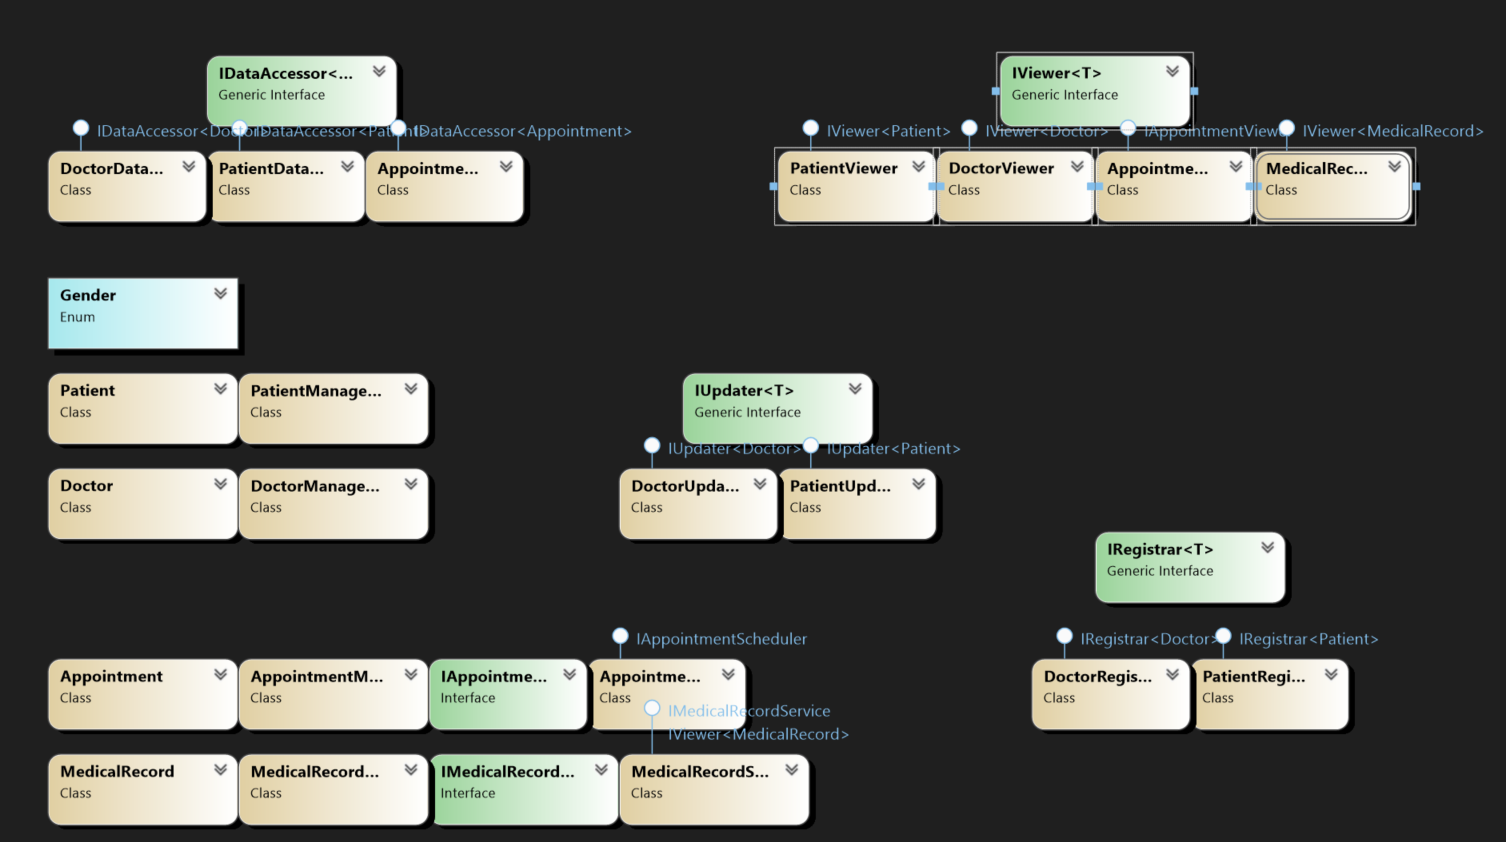 IDataAccessor<...
Generic Interface
IDataAccessor<Doctor>
IDataAccessor<Patient>
IDataAccessor<Appointment>
DoctorData...
Class
PatientData...
Class
Appointme...
Class
IViewer<T>
Generic Interface
IViewer<Patient>
IViewer<Doctor>
IAppointmentViewer
IViewer<MedicalRecord>
PatientViewer
Class
DoctorViewer
Class
Appointme...
Class
MedicalRec...
Class
Gender
Enum
Patient
Class
PatientManage...
Class
Doctor
Class
DoctorManage...
Class
IUpdater<T>
Generic Interface
IUpdater<Doctor>
IUpdater<Patient>
DoctorUpda...
Class
PatientUpd...
Class
IRegistrar<T>
Generic Interface
IRegistrar<Doctor>
IRegistrar<Patient>
DoctorRegis...
Class
PatientRegi...
Class
IAppointmentScheduler
Appointment
Class
AppointmentM...
Class
IAppointme...
Interface
Appointme...
Class
IMedicalRecordService
IViewer<MedicalRecord>
MedicalRecord
Class
MedicalRecord...
Class
IMedicalRecord...
Interface
MedicalRecordS...
Class